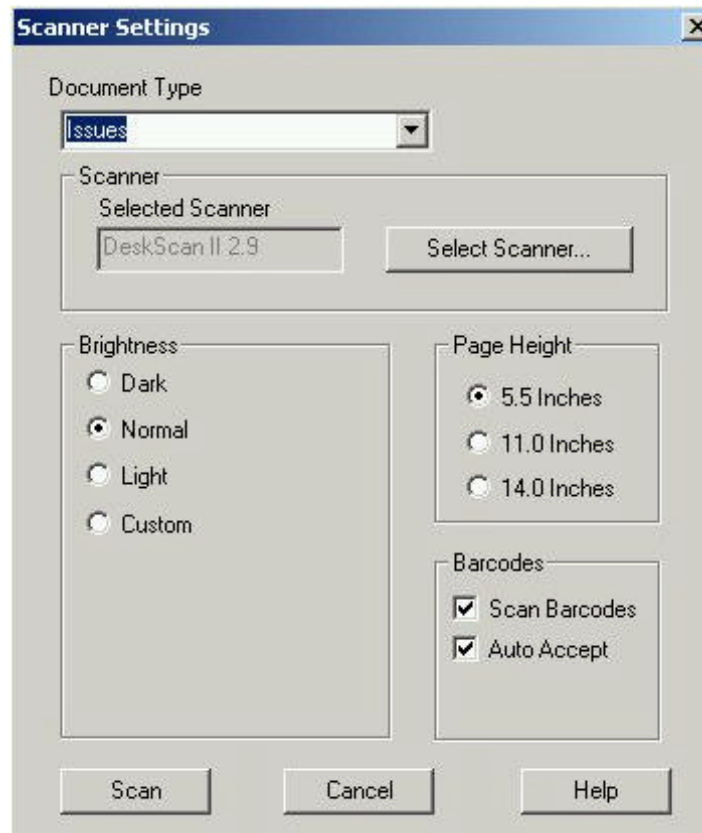 Scanner Settings
Document Type
Issues
Scanner
Selected Scanner
DeskScan II 2.9
Select Scanner...
Brightness
Dark
Normal
Light
Custom
Page Height
5.5 Inches
11.0 Inches
14.0 Inches
Barcodes
Scan Barcodes
Auto Accept
Scan
Cancel
Help